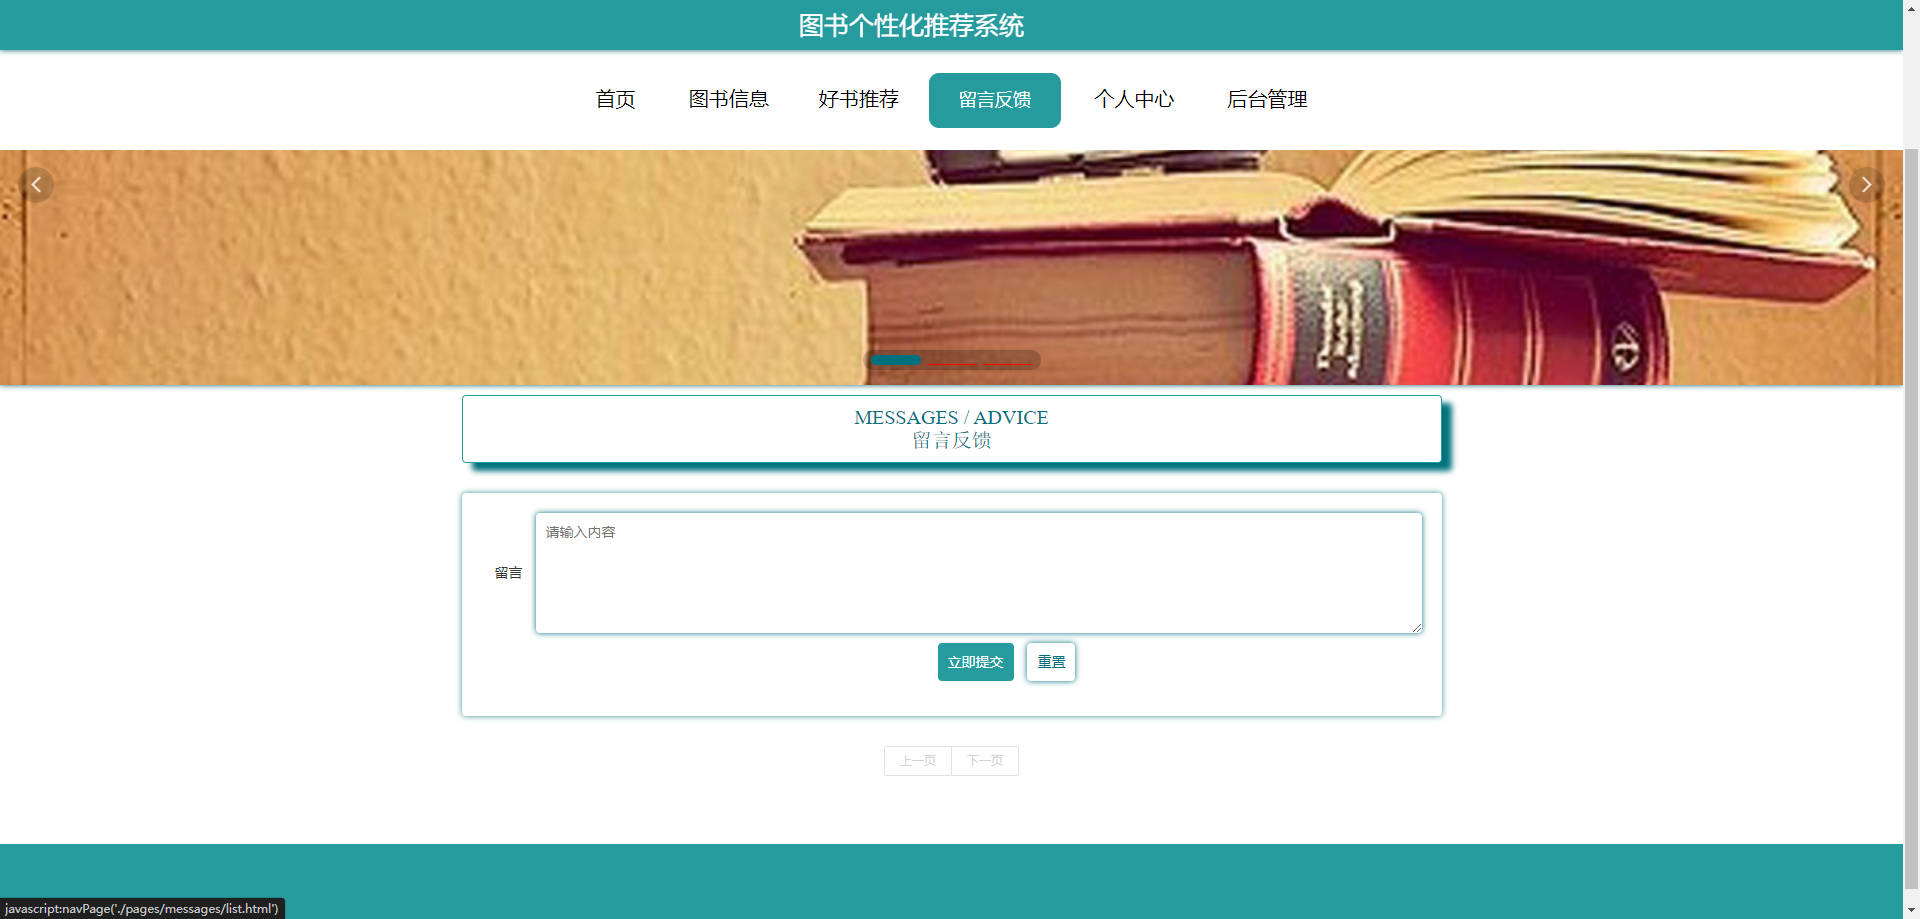 图书个性化推荐系统
首页 图书信息 好书推荐 留言反馈 个人中心 后台管理
MESSAGES / ADVICE
留言反馈
请输入内容
留言
立即提交 重置
上一页 下一页
javascript:navPage('./pages/messages/list.html')